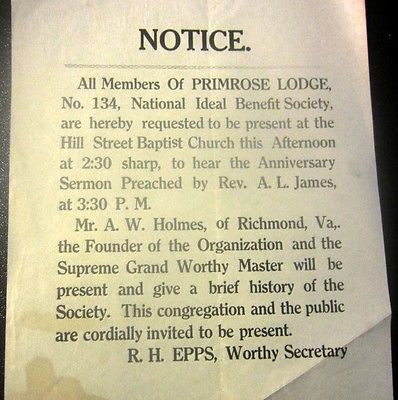 NOTICE.
All Members Of PRIMROSE LODGE,
No. 134, National Ideal Benefit Society,
are hereby requested to be present at the
Hill Street Baptist Church this Afternoon
at 2:30 sharp, to hear the Anniversary
Sermon Preached by Rev. A. L. James,
at 3:30 P. M.
Mr. A. W. Holmes, of Richmond, Va,.
the Founder of the Organization and the
Supreme Grand Worthy Master will be
present and give a brief history of the
Society. This congregation and the public
are cordially invited to be present.
R. H. EPPS, Worthy Secretary